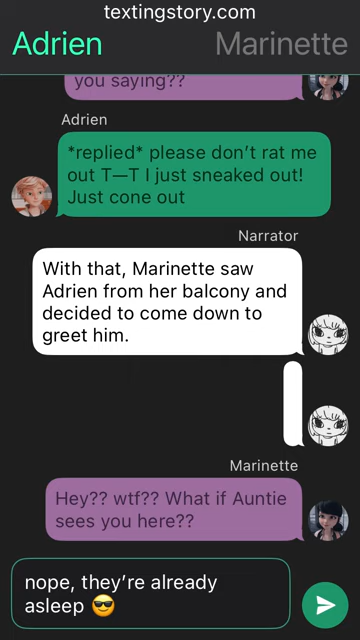 textingstory.com
Adrien
Marinette
you saying??
Adrien
*replied* please don’t rat me
out T—T I just sneaked out!
Just cone out
Narrator
With that, Marinette saw
Adrien from her balcony and
decided to come down to
greet him.
Marinette
Hey?? wtf?? What if Auntie
sees you here??
nope, they’re already
asleep 😎